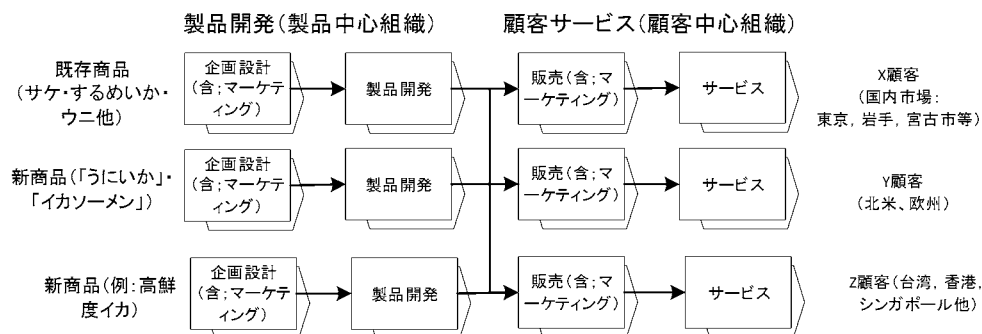 製品開発(製品中心組織)
顧客サービス(顧客中心組織)
既存商品
(サケ・するめいか・
ウニ他)
企画設計
(含;マーケテ
ィング)
製品開発
販売(含;マ
ーケティング)
サービス
X顧客
(国内市場:
東京, 岩手, 宮古市等)
新商品(「うにいか」・
「イカソーメン」)
企画設計
(含;マーケテ
ィング)
製品開発
販売(含;マ
ーケティング)
サービス
Y顧客
(北米、欧州)
新商品(例:高鮮
度イカ)
企画設計
(含;マーケテ
ィング)
製品開発
販売(含;マ
ーケティング)
サービス
Z顧客(台湾, 香港,
シンガポール他)